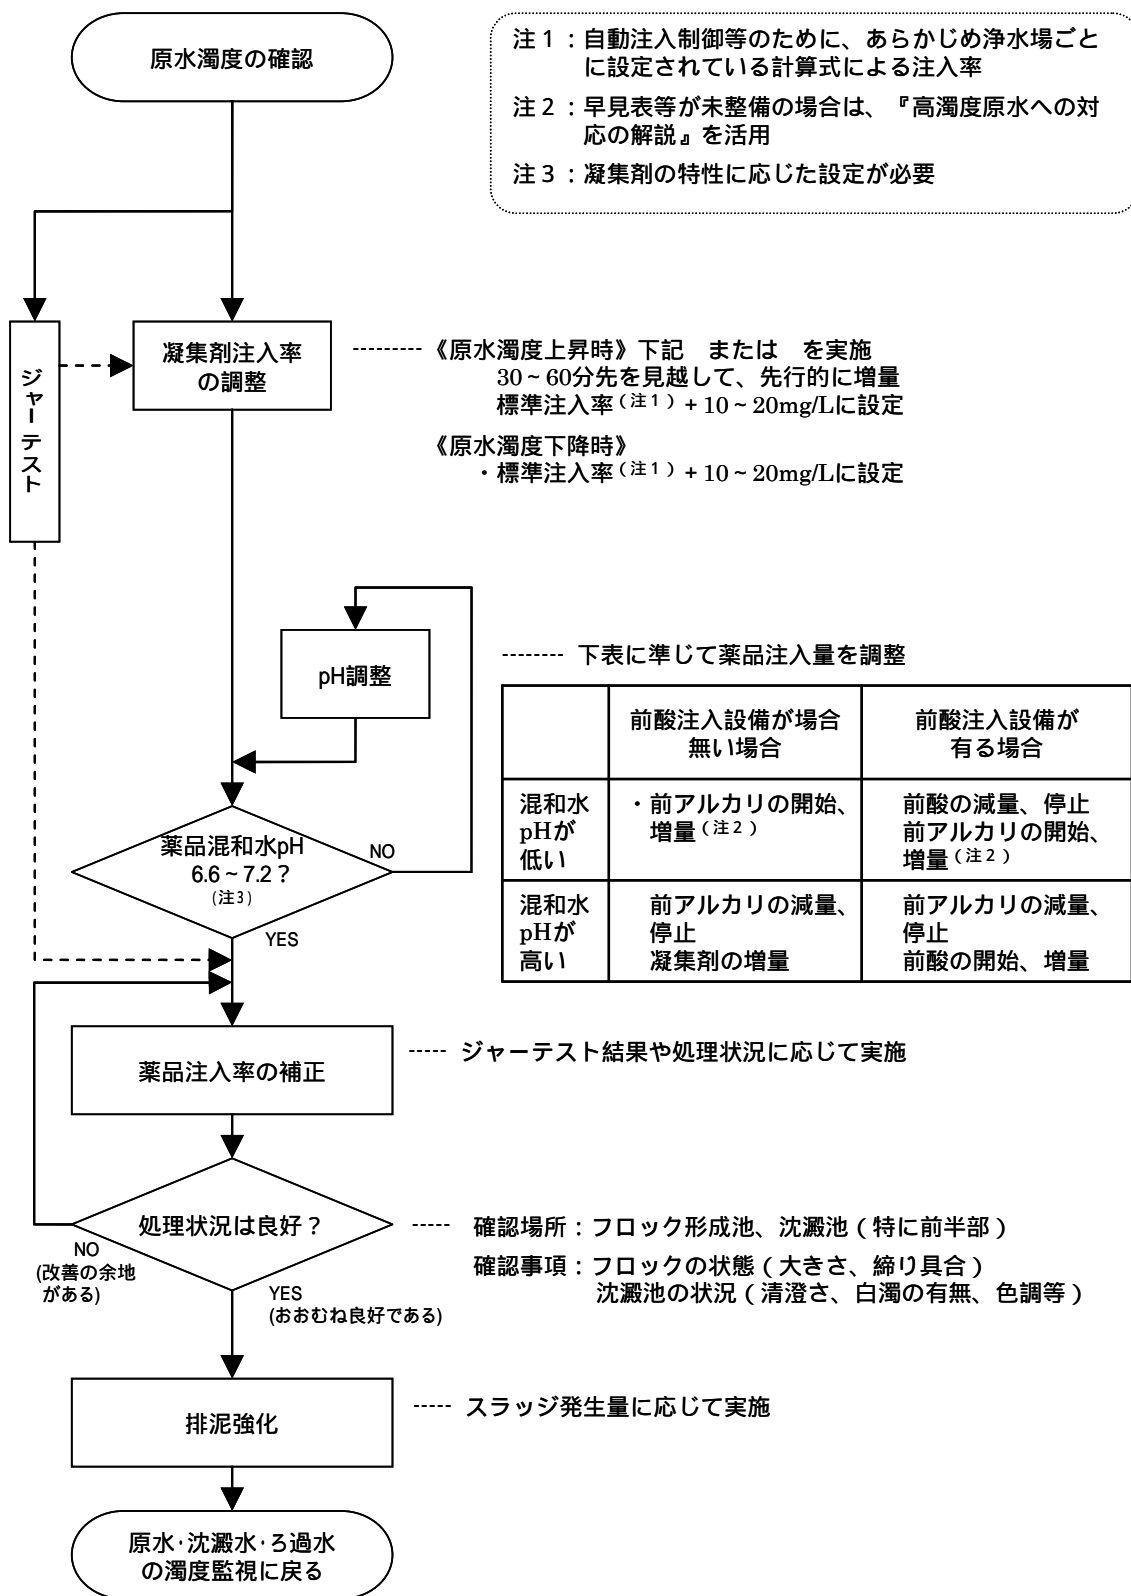 原水濁度の確認
注1：自動注入制御等のために、あらかじめ浄水場ごと
に設定されている計算式による注入率
注2：早見表等が未整備の場合は、『高濁度原水への対
応の解説』を活用
注3：凝集剤の特性に応じた設定が必要
ジャーテスト
凝集剤注入率
の調整
《原水濁度上昇時》下記　または　を実施
30～60分先を見越して、先行的に増量
標準注入率（注1）+10～20mg/Lに設定
《原水濁度下降時》
・標準注入率（注1）+10～20mg/Lに設定
pH調整
下表に準じて薬品注入量を調整
前酸注入設備が場合
無い場合
前酸注入設備が
有る場合
混和水
pHが
低い
・前アルカリの開始、
増量（注2）
前酸の減量、停止
前アルカリの開始、
増量（注2）
混和水
pHが
高い
前アルカリの減量、
停止
凝集剤の増量
前アルカリの減量、
停止
前酸の開始、増量
薬品混和水pH
6.6～7.2？
（注3）
NO
YES
薬品注入率の補正
ジャーテスト結果や処理状況に応じて実施
処理状況は良好？
NO
(改善の余地
がある)
YES
(おおむね良好である)
確認場所：フロック形成池、沈澱池（特に前半部）
確認事項：フロックの状態（大きさ、締り具合）
沈澱池の状況（清澄さ、白濁の有無、色調等）
排泥強化
スラッジ発生量に応じて実施
原水･沈澱水･ろ過水
の濁度監視に戻る